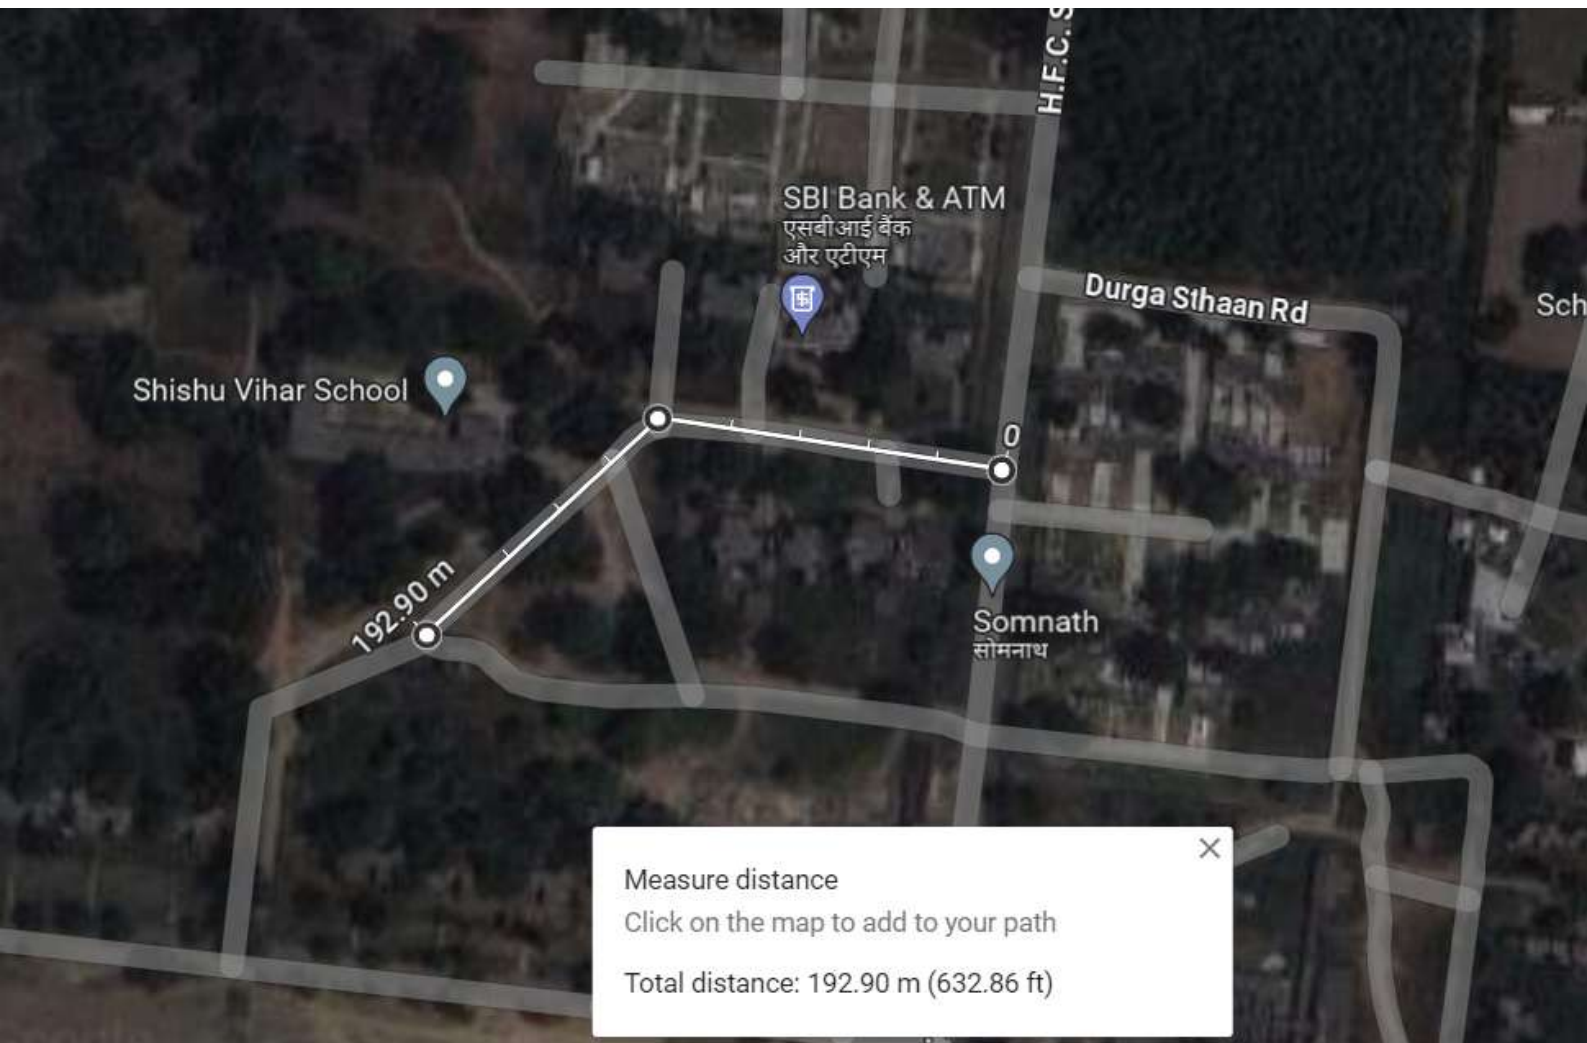 H.F.C. S
SBI Bank & ATM
एसबीआई बैंक
और एटीएम
Durga Sthaan Rd
Sch
Shishu Vihar School
0
192.90 m
Somnath
सोमनाथ
Measure distance
Click on the map to add to your path
Total distance: 192.90 m (632.86 ft)